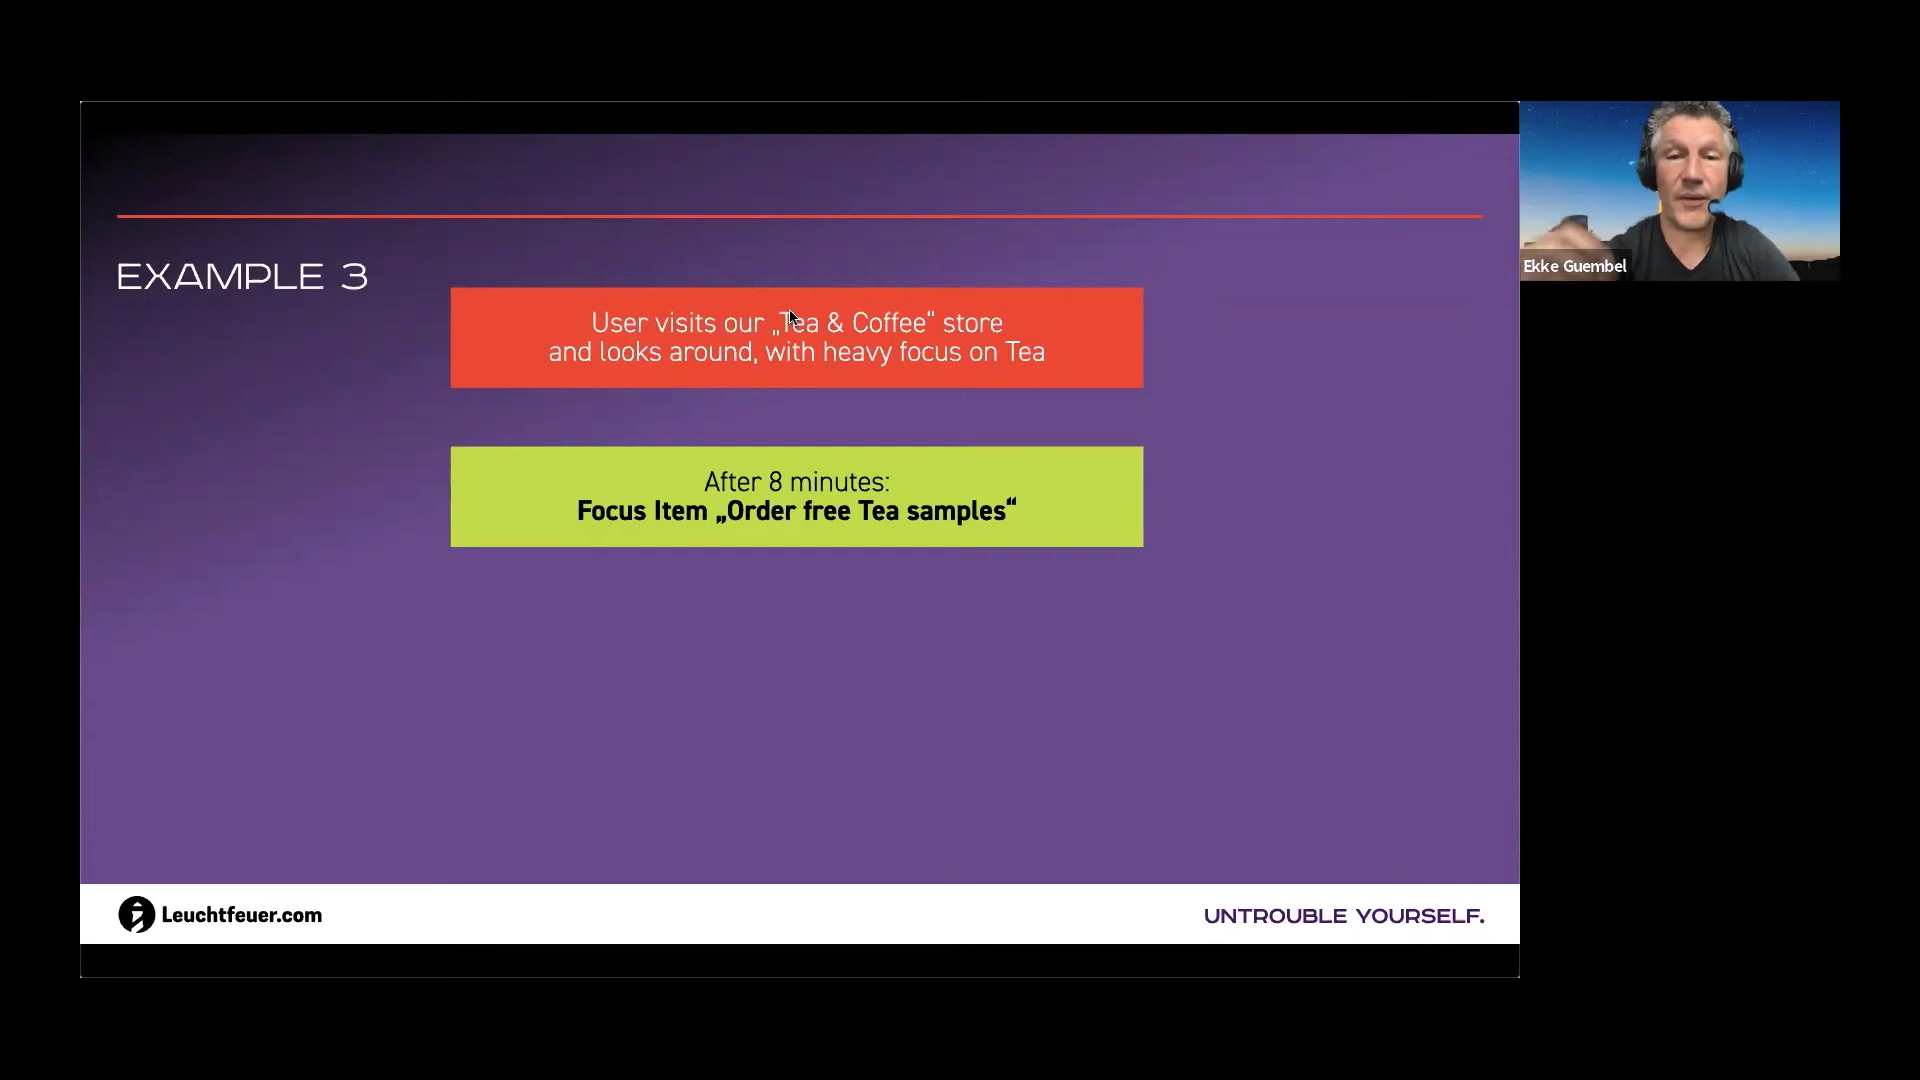 EXAMPLE 3
User visits our „Tea & Coffee“ store
and looks around, with heavy focus on Tea
After 8 minutes:
Focus Item „Order free Tea samples“
Ekke Guembel
Leuchtfeuer.com
UNTROUBLE YOURSELF.